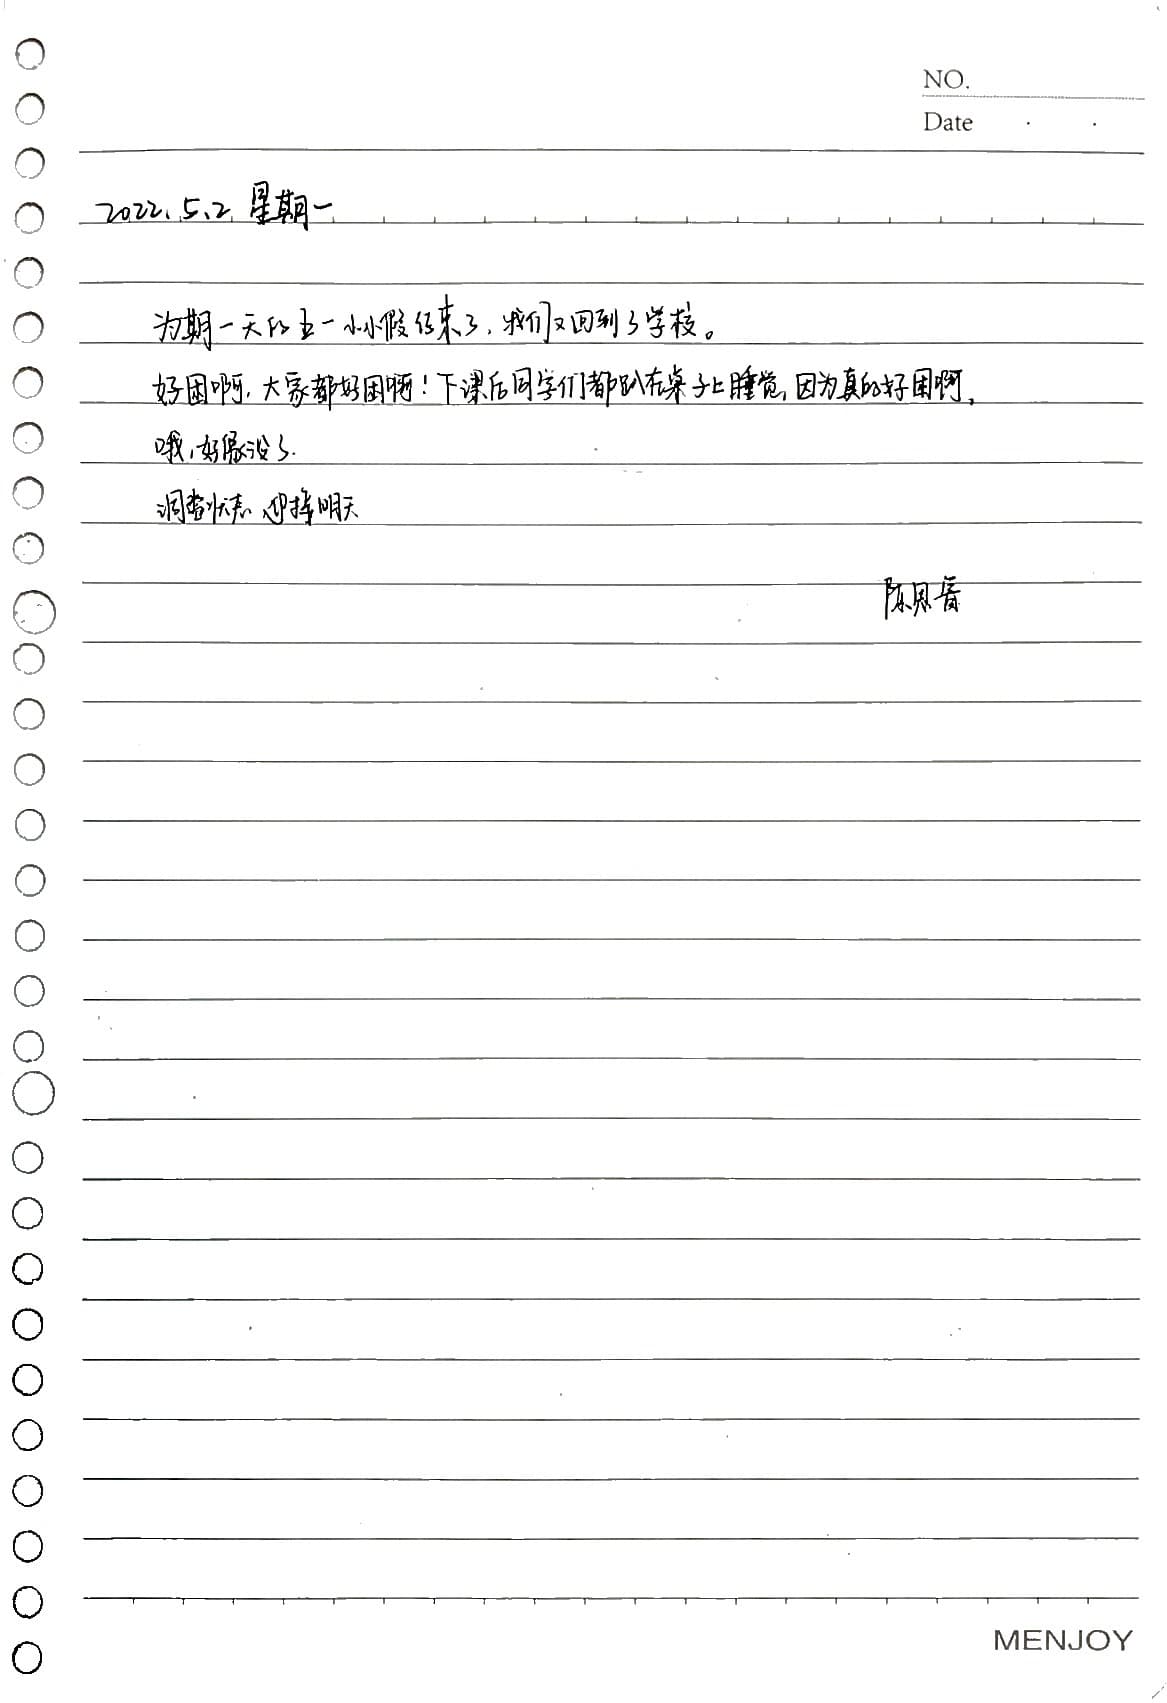 NO.
Date
2022.5.2 星期一
为期一天的五一小小假结束了,我们又回到了学校。
好困啊,大家都好困啊!下课后同学们都趴在桌子上睡觉,因为真的好困啊,
哦,好像没了.
调整状态 迎接明天
陈思
MENJOY